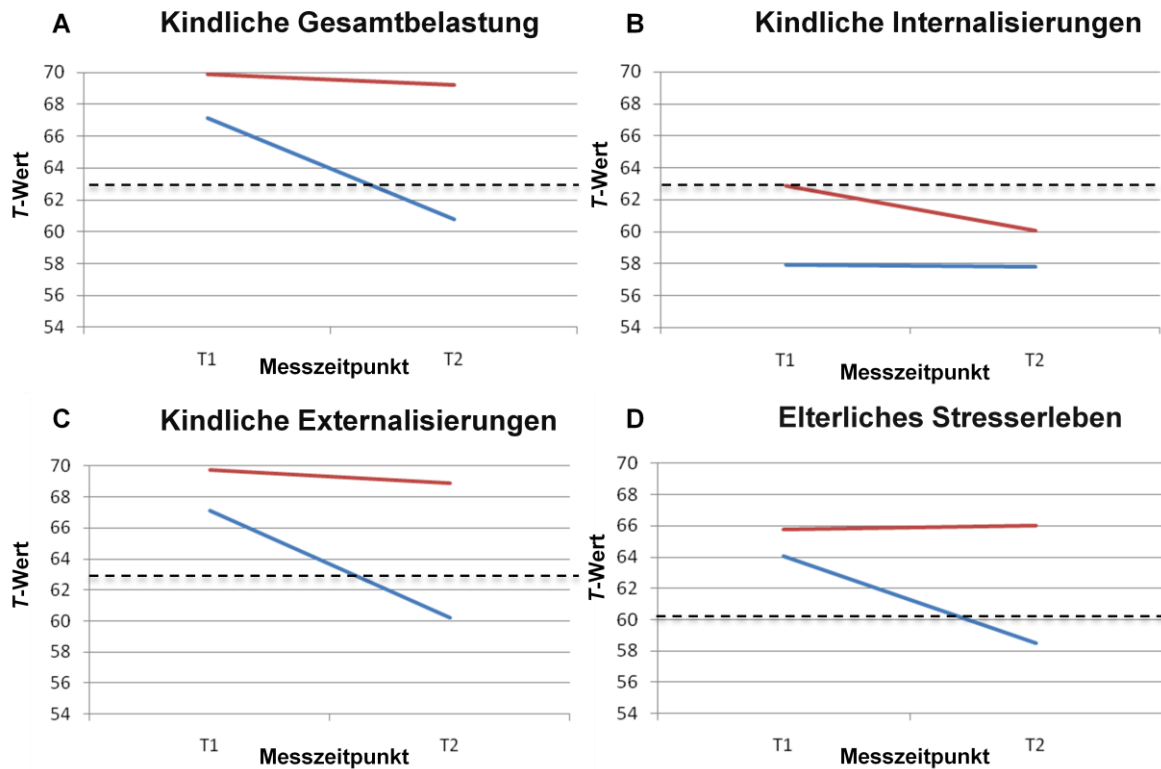 A Kindliche Gesamtbelastung
70
68
66
64
62
60
58
56
54
T-Wert
T1
T2
Messzeitpunkt
B Kindliche Internalisierungen
70
68
66
64
62
60
58
56
54
T-Wert
T1
T2
Messzeitpunkt
C Kindliche Externalisierungen
70
68
66
64
62
60
58
56
54
T-Wert
T1
T2
Messzeitpunkt
D Elterliches Stresserleben
70
68
66
64
62
60
58
56
54
T-Wert
T1
T2
Messzeitpunkt